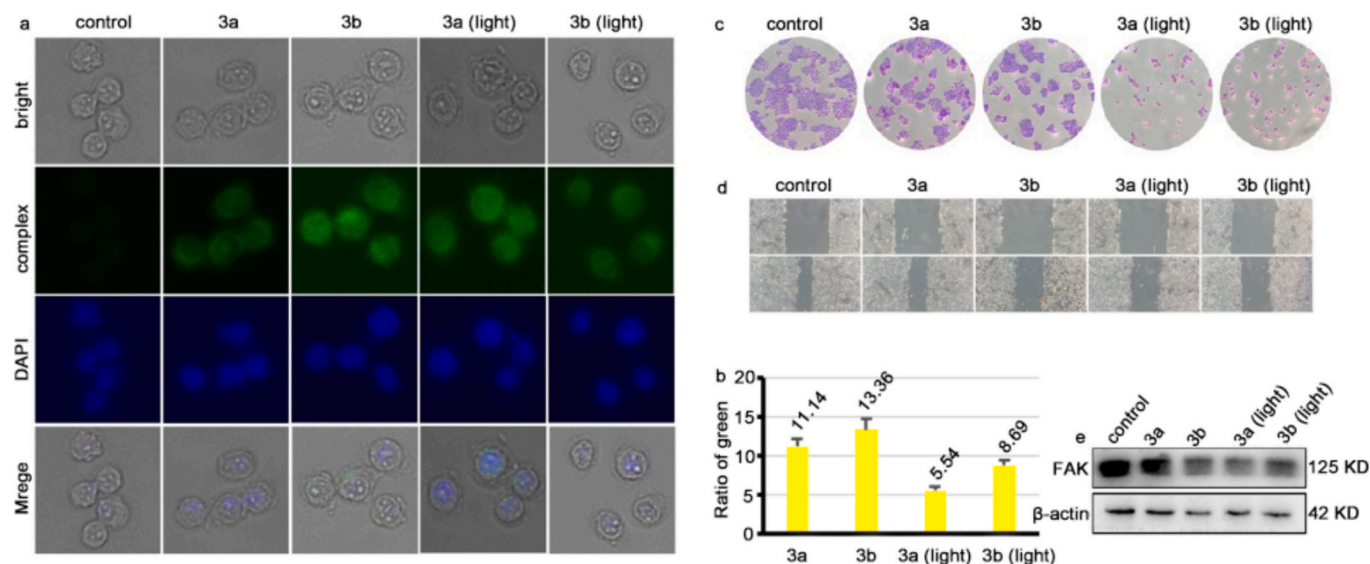 a
control 3a 3b 3a (light) 3b (light)
bright
complex
DAPI
Mrege
c
control 3a 3b 3a (light) 3b (light)
d
control 3a 3b 3a (light) 3b (light)
b
Ratio of green
20
15
10
5
0
11.14
13.36
5.54
8.69
3a 3b 3a (light) 3b (light)
e
control 3a 3b 3a (light) 3b (light)
FAK 125 KD
β-actin 42 KD